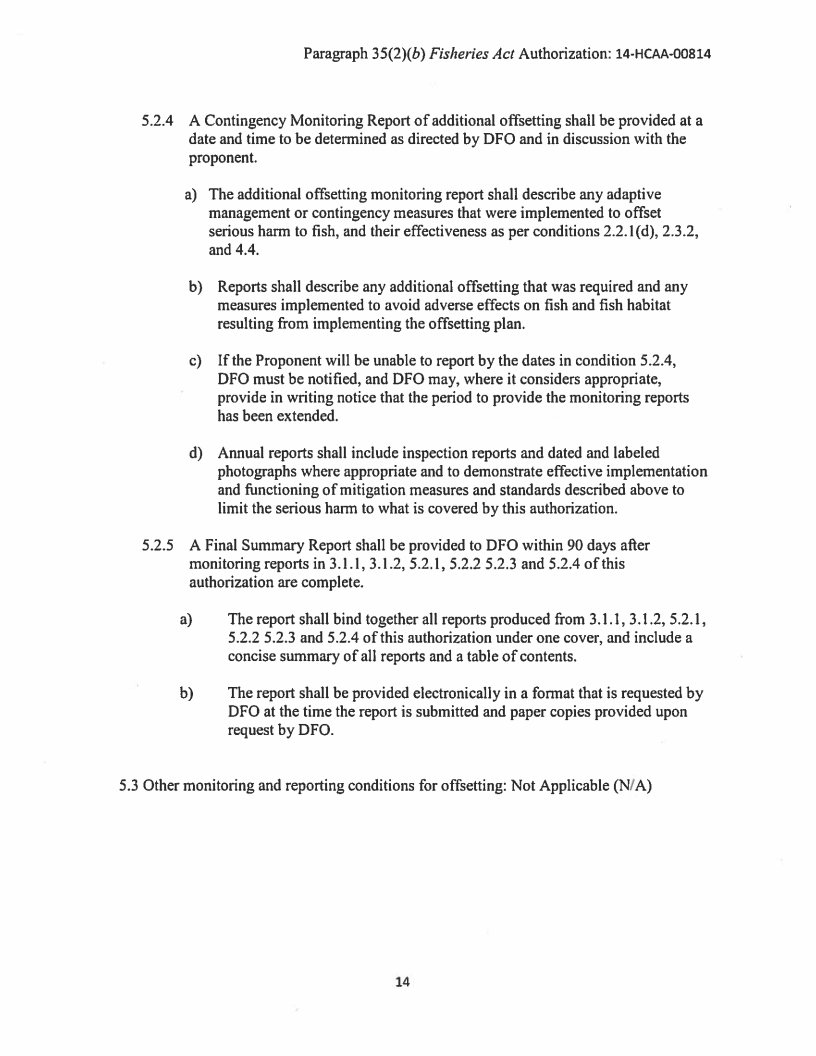 Paragraph 35(2)(b) Fisheries Act Authorization: 14-HCAA-00814
5.2.4 A Contingency Monitoring Report of additional offsetting shall be provided at a
date and time to be determined as directed by DFO and in discussion with the
proponent.
a) The additional offsetting monitoring report shall describe any adaptive
management or contingency measures that were implemented to offset
serious harm to fish, and their effectiveness as per conditions 2.2.1(d), 2.3.2,
and 4.4.
b) Reports shall describe any additional offsetting that was required and any
measures implemented to avoid adverse effects on fish and fish habitat
resulting from implementing the offsetting plan.
c) If the Proponent will be unable to report by the dates in condition 5.2.4,
DFO must be notified, and DFO may, where it considers appropriate,
provide in writing notice that the period to provide the monitoring reports
has been extended.
d) Annual reports shall include inspection reports and dated and labeled
photographs where appropriate and to demonstrate effective implementation
and functioning of mitigation measures and standards described above to
limit the serious harm to what is covered by this authorization.
5.2.5 A Final Summary Report shall be provided to DFO within 90 days after
monitoring reports in 3.1.1, 3.1.2, 5.2.1, 5.2.2 5.2.3 and 5.2.4 of this
authorization are complete.
a) The report shall bind together all reports produced from 3.1.1, 3.1.2, 5.2.1,
5.2.2 5.2.3 and 5.2.4 of this authorization under one cover, and include a
concise summary of all reports and a table of contents.
b) The report shall be provided electronically in a format that is requested by
DFO at the time the report is submitted and paper copies provided upon
request by DFO.
5.3 Other monitoring and reporting conditions for offsetting: Not Applicable (N/A)
14